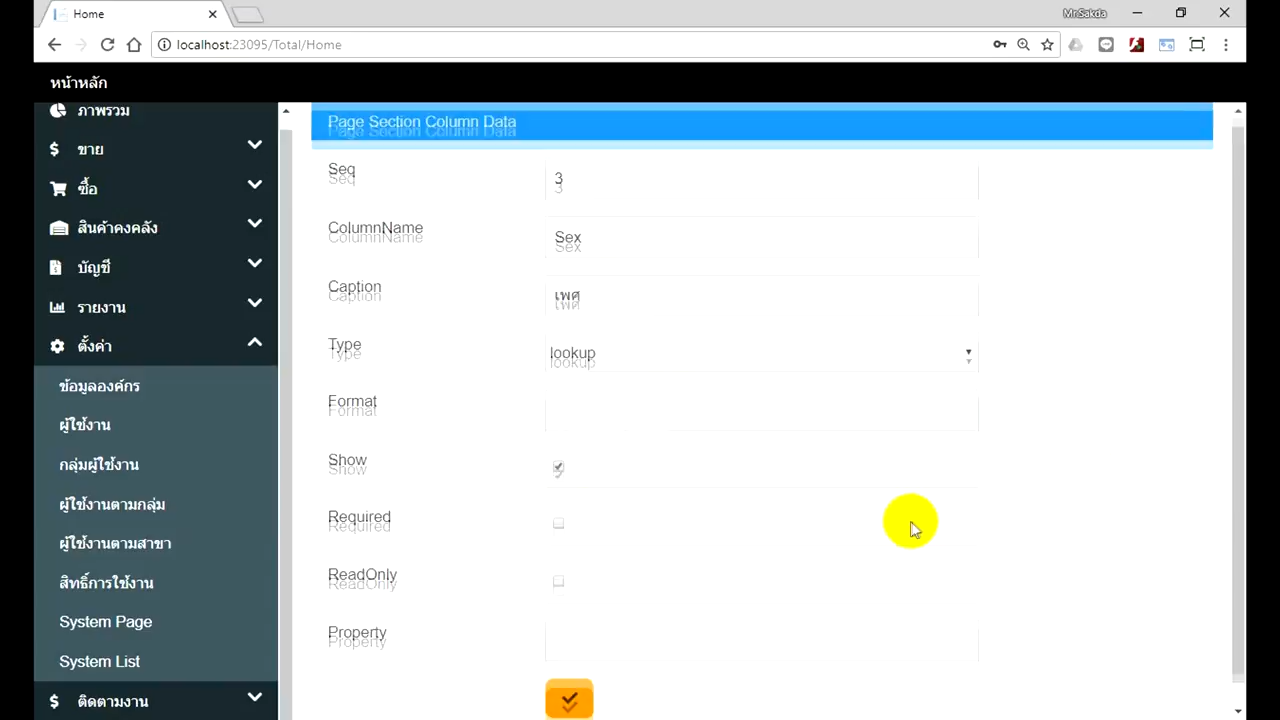 Home
Mr.Sakda
localhost:23095/Total/Home
หน้าหลัก
ภาพรวม
ขาย
ซื้อ
สินค้าคงคลัง
บัญชี
รายงาน
ตั้งค่า
ข้อมูลองค์กร
ผู้ใช้งาน
กลุ่มผู้ใช้งาน
ผู้ใช้งานตามกลุ่ม
ผู้ใช้งานตามสาขา
สิทธิ์การใช้งาน
System Page
System List
ติดตามงาน
Page Section Column Data
Seq 3
ColumnName Sex
Caption เพศ
Type lookup
Format
Show
Required
ReadOnly
Property